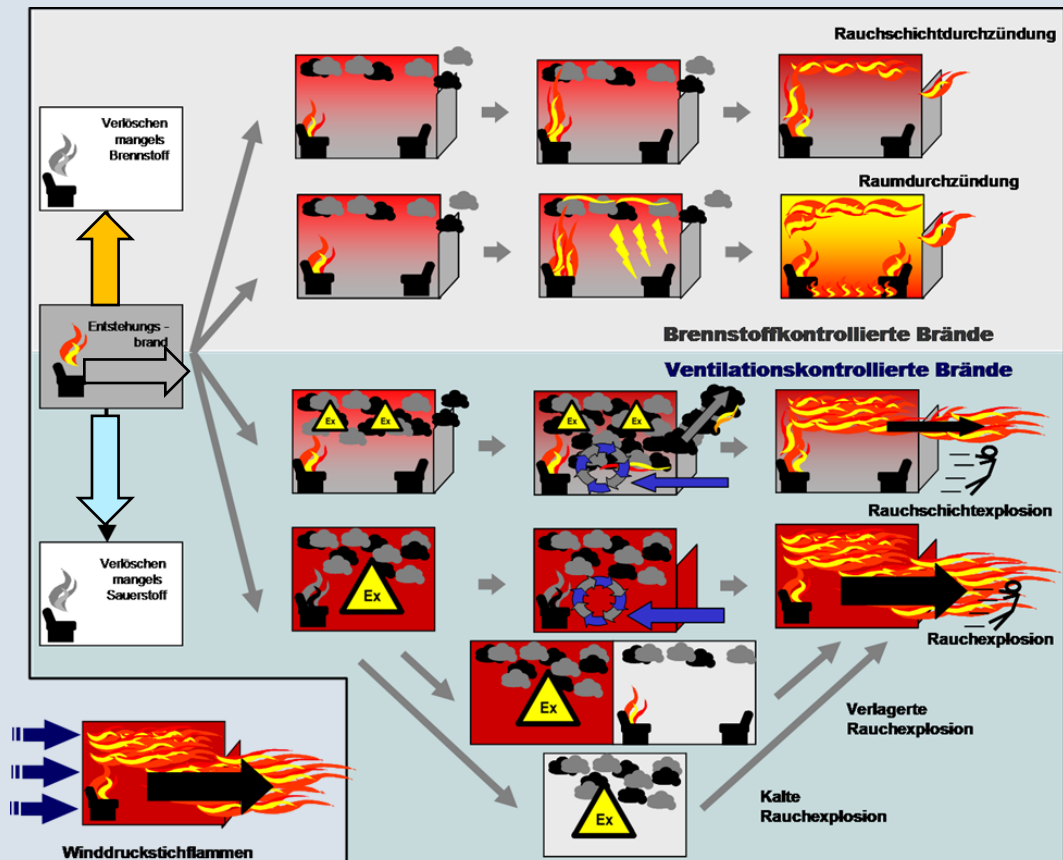 Rauchschichtdurchzündung
Verlöschen
mangels
Brennstoff
Raumdurchzündung
Entstehungs -
brand
Brennstoffkontrollierte Brände
Ventilationskontrollierte Brände
Ex
Ex
Ex
Ex
Rauchschichtexplosion
Verlöschen
mangels
Sauerstoff
Ex
Rauchexplosion
Ex
Verlagerte
Rauchexplosion
Ex
Kalte
Rauchexplosion
Winddruckstichflammen